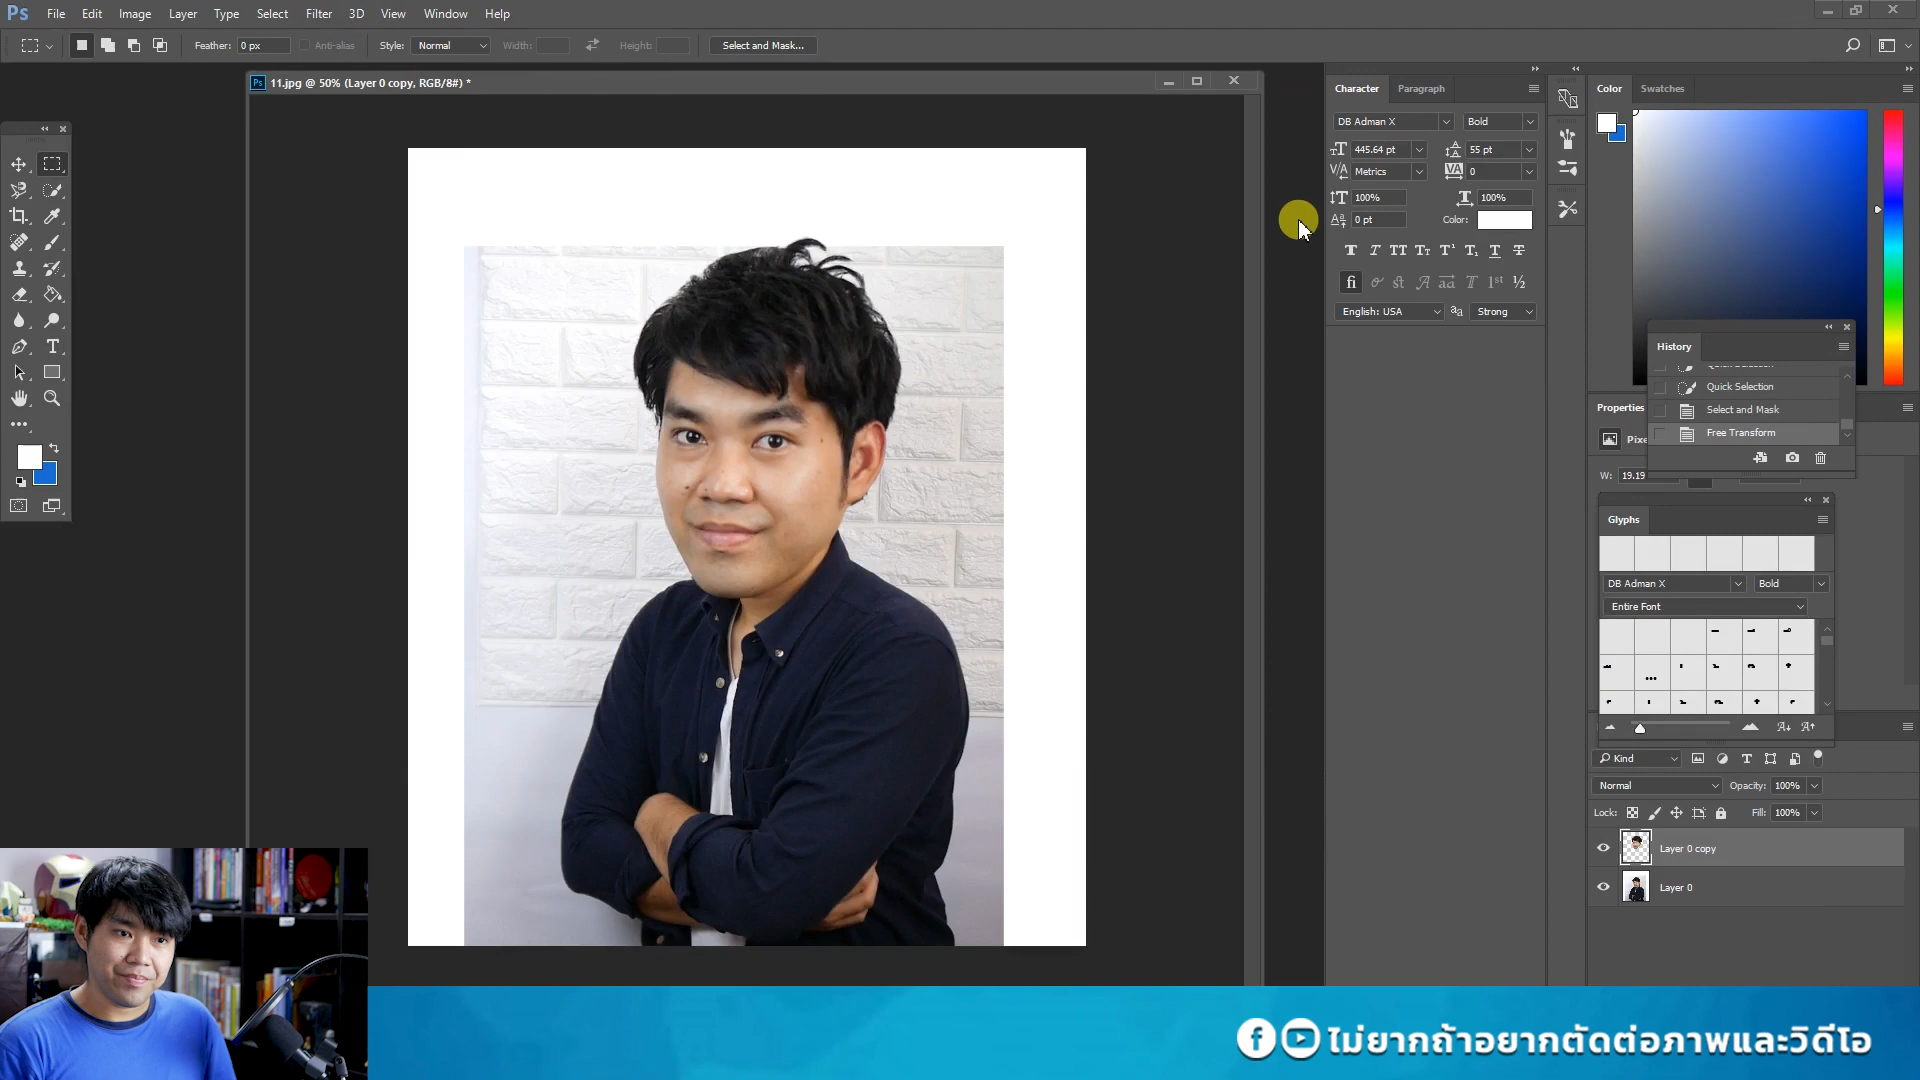 Ps File Edit Image Layer Type Select Filter 3D View Window Help
Feather: 0 px Anti-alias Style: Normal Width: Height: Select and Mask...
Ps 11.jpg @ 50% (Layer 0 copy, RGB/8#) *
Character Paragraph
DB Adman X Bold
445.64 pt 55 pt
Metrics 0
100% 100%
0 pt Color:
English: USA Strong
Color Swatches
History
Quick Selection
Quick Selection
Select and Mask
Free Transform
Properties
W: 19.19
Glyphs
DB Adman X Bold
Entire Font
Kind
Normal Opacity: 100%
Lock: Fill: 100%
Layer 0 copy
Layer 0
ไม่ยากถ้าอยากตัดต่อภาพและวิดีโอ